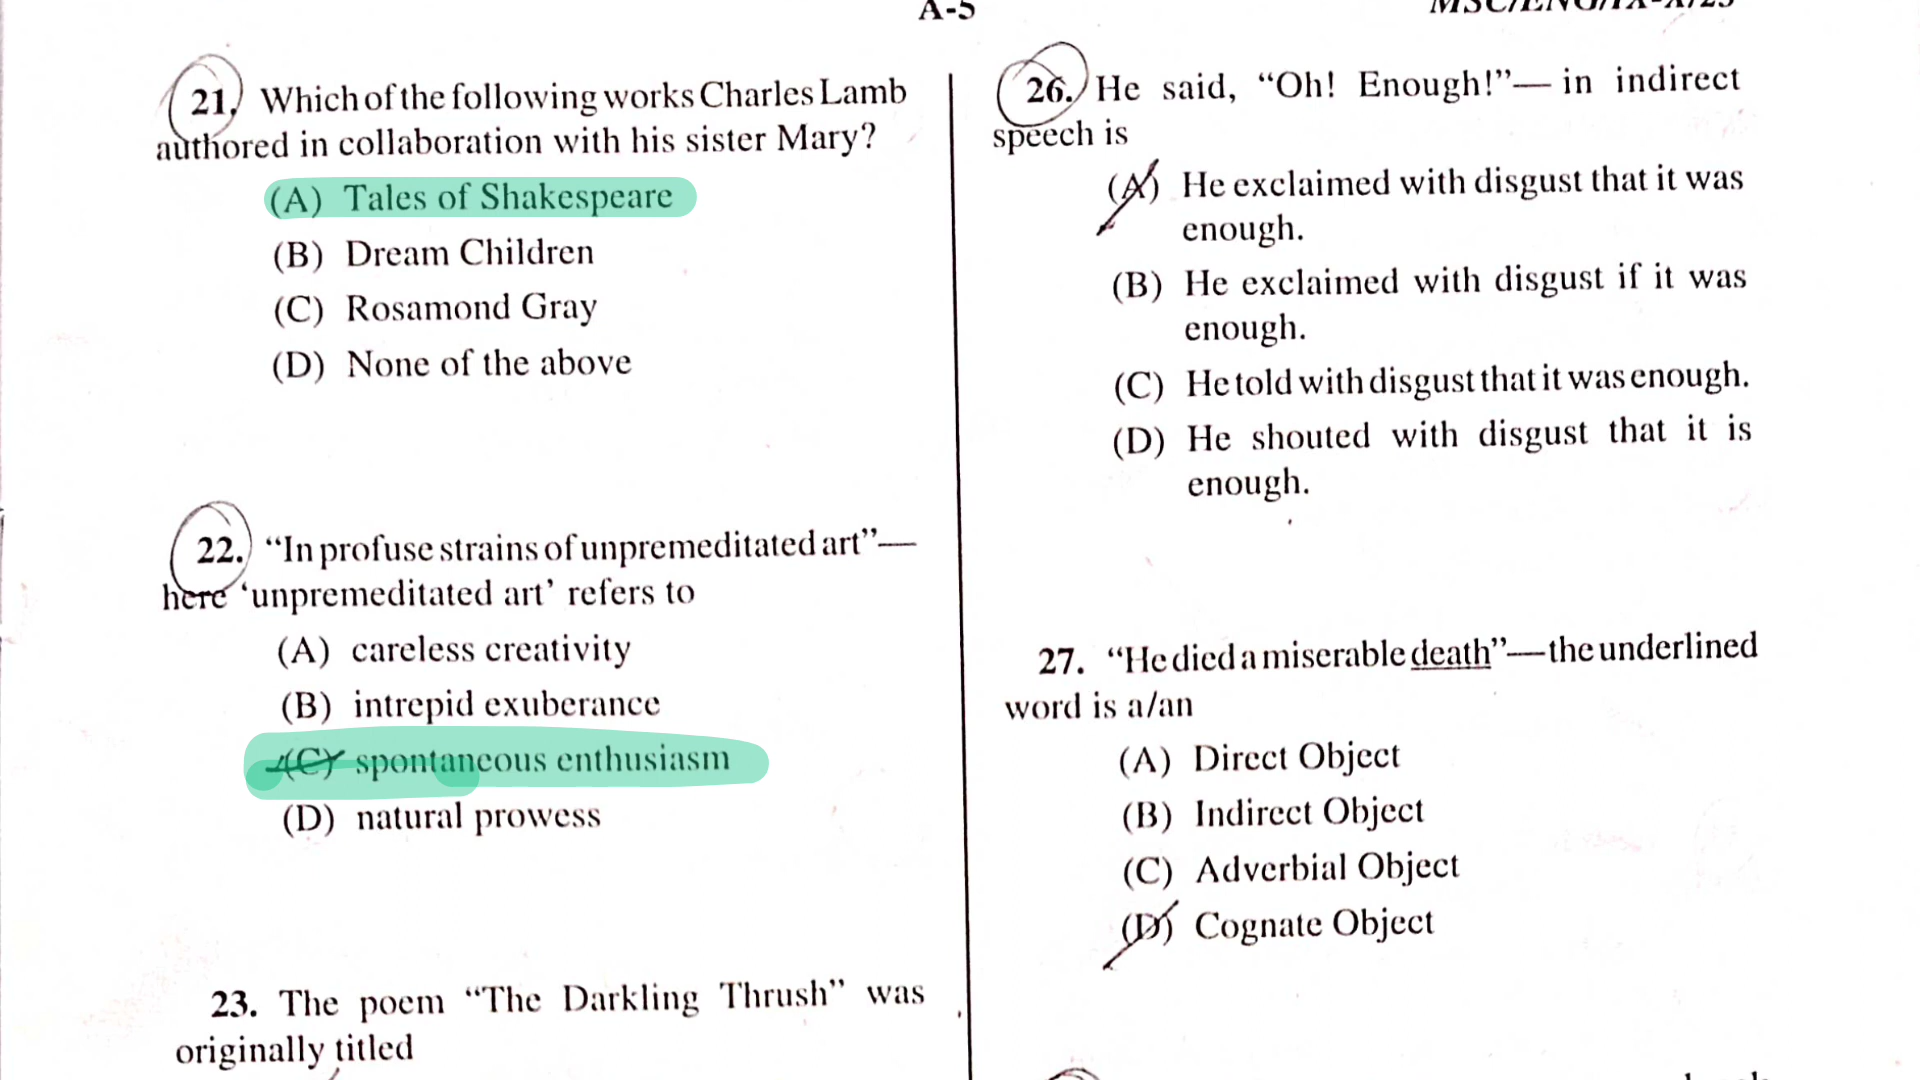 A-5
21. Which of the following works Charles Lamb
authored in collaboration with his sister Mary?
(A) Tales of Shakespeare
(B) Dream Children
(C) Rosamond Gray
(D) None of the above
22. “In profuse strains of unpremeditated art”—
here ‘unpremeditated art’ refers to
(A) careless creativity
(B) intrepid exuberance
(C) spontaneous enthusiasm
(D) natural prowess
23. The poem “The Darkling Thrush” was
originally titled
26. He said, “Oh! Enough!”— in indirect
speech is
(A) He exclaimed with disgust that it was
enough.
(B) He exclaimed with disgust if it was
enough.
(C) He told with disgust that it was enough.
(D) He shouted with disgust that it is
enough.
27. “He died a miserable death”—the underlined
word is a/an
(A) Direct Object
(B) Indirect Object
(C) Adverbial Object
(D) Cognate Object